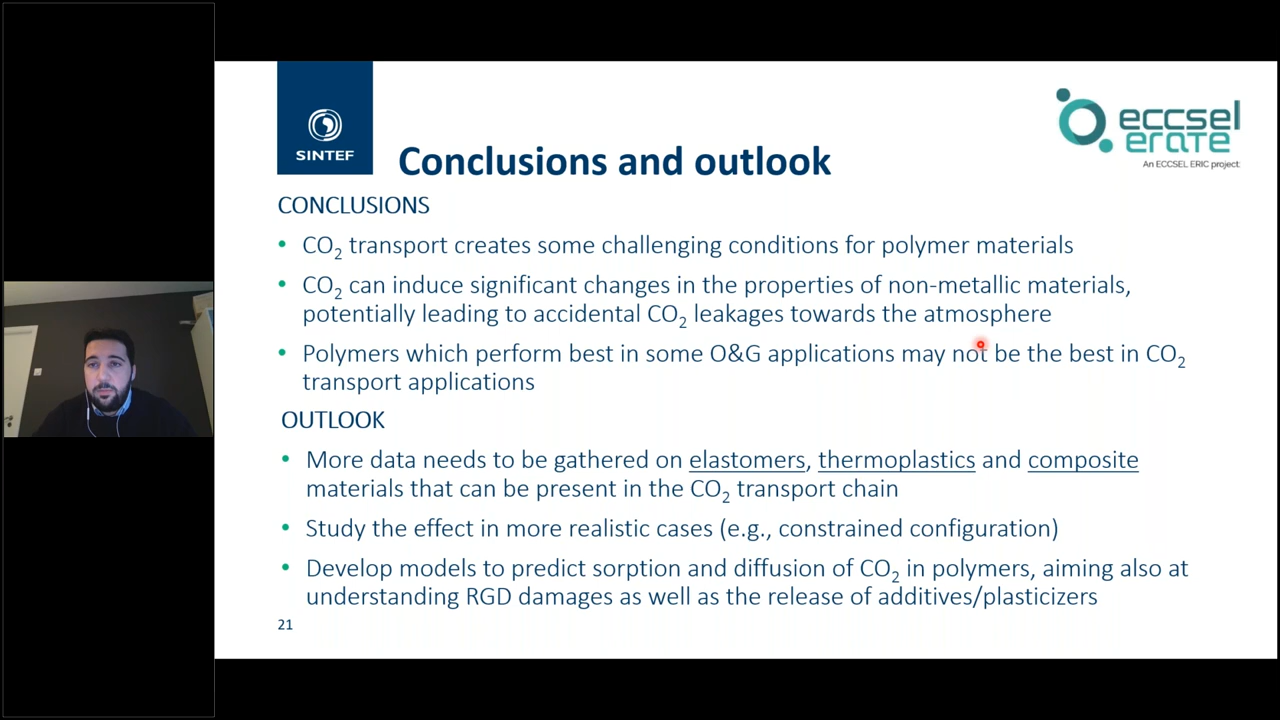 SINTEF
eccsel
erate
An ECCSEL ERIC project
Conclusions and outlook
CONCLUSIONS
• CO₂ transport creates some challenging conditions for polymer materials
• CO₂ can induce significant changes in the properties of non-metallic materials,
potentially leading to accidental CO₂ leakages towards the atmosphere
• Polymers which perform best in some O&G applications may not be the best in CO₂
transport applications
OUTLOOK
• More data needs to be gathered on elastomers, thermoplastics and composite
materials that can be present in the CO₂ transport chain
• Study the effect in more realistic cases (e.g., constrained configuration)
• Develop models to predict sorption and diffusion of CO₂ in polymers, aiming also at
understanding RGD damages as well as the release of additives/plasticizers
21